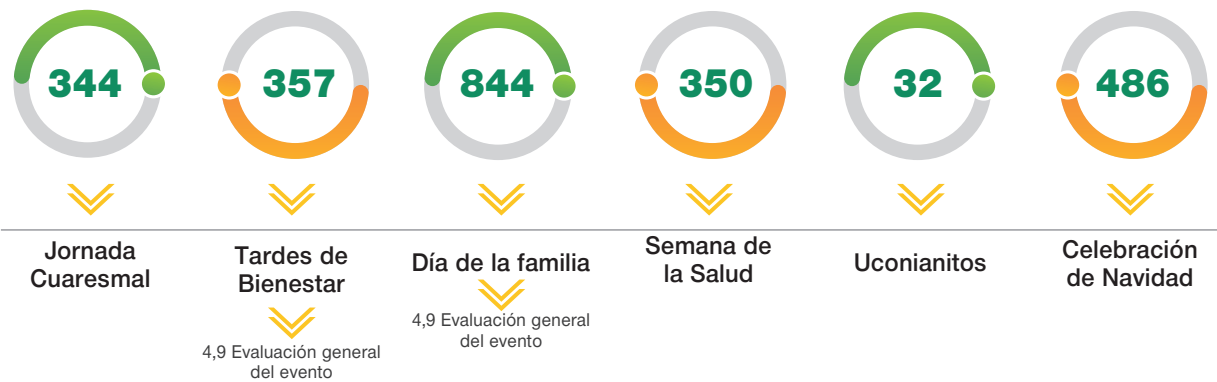 344
357
844
350
32
486
Jornada
Cuaresmal
Tardes de
Bienestar
4,9 Evaluación general
del evento
Día de la familia
4,9 Evaluación general
del evento
Semana de
la Salud
Uconianitos
Celebración
de Navidad